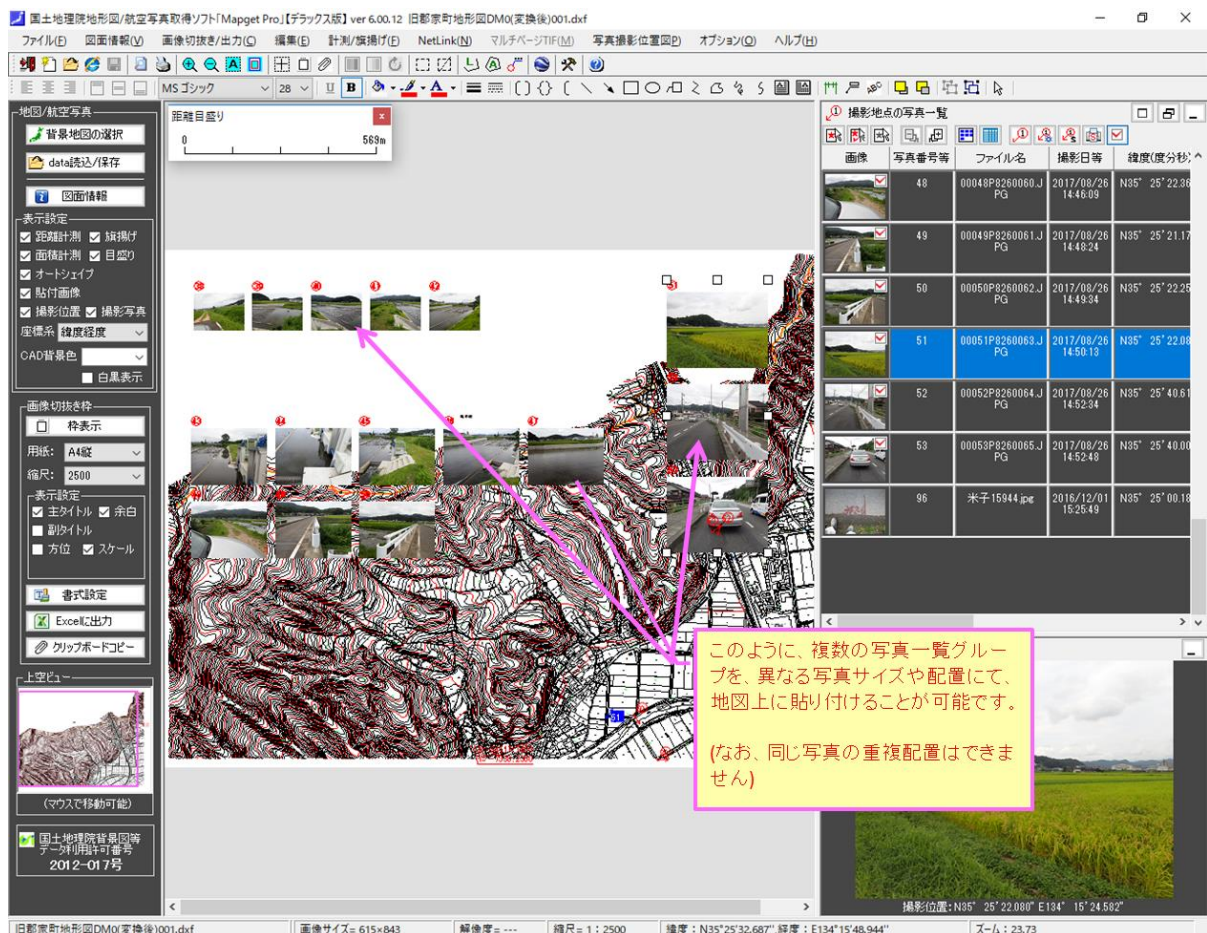 国土地理院地形図/航空写真取得ソフト「Mapget Pro」【デラックス版】 ver 6.00.12 旧郡家町地形図DM0(変換後)001.dxf
ファイル(F) 図面情報(V) 画像切抜き/出力(C) 編集(E) 計測/旗揚げ(F) NetLink(N) マルチページTIF(M) 写真撮影位置図P) オプション(O) ヘルプ(H)
MS ゴシック 28 U B
地図/航空写真
背景地図の選択
data読込/保存
図面情報
表示設定
距離計測 旗揚げ
面積計測 目盛り
オートシェイプ
貼付画像
撮影位置 撮影写真
座標系 緯度経度
CAD背景色
白黒表示
画像切抜き枠
枠表示
用紙: A4縦
縮尺: 2500
表示設定
主タイトル 余白
副タイトル
方位 スケール
書式設定
Excelに出力
クリップボードコピー
上空ビュー
(マウスで移動可能)
国土地理院背景図等
データ利用許可番号
2012-017号
距離目盛り
0 569m
38 39 40 41 42
43 44 45 47
51
このように、複数の写真一覧グルー
プを、異なる写真サイズや配置にて、
地図上に貼り付けることが可能です。
(なお、同じ写真の重複配置はできま
せん)
撮影地点の写真一覧
画像 写真番号等 ファイル名 撮影日等 緯度(度分秒)
48 00048P8260060.J
PG 2017/08/26
14:46:09 N35° 25'22.36
49 00049P8260061.J
PG 2017/08/26
14:48:24 N35° 25'21.17
50 00050P8260062.J
PG 2017/08/26
14:49:34 N35° 25'22.25
51 00051P8260063.J
PG 2017/08/26
14:50:13 N35° 25'22.08
52 00052P8260064.J
PG 2017/08/26
14:52:34 N35° 25'40.61
53 00053P8260065.J
PG 2017/08/26
14:52:48 N35° 25'40.00
96 米子15944.jpg 2016/12/01
15:25:49 N35° 25'00.18
撮影位置:N35° 25'22.080" E134° 15'24.582"
旧郡家町地形図DM0(変換後)001.dxf 画像サイズ= 615×843 解像度= --- 縮尺= 1 : 2500 緯度 : N35°25'32.687" 経度 : E134°15'48.944" ズーム : 23.73